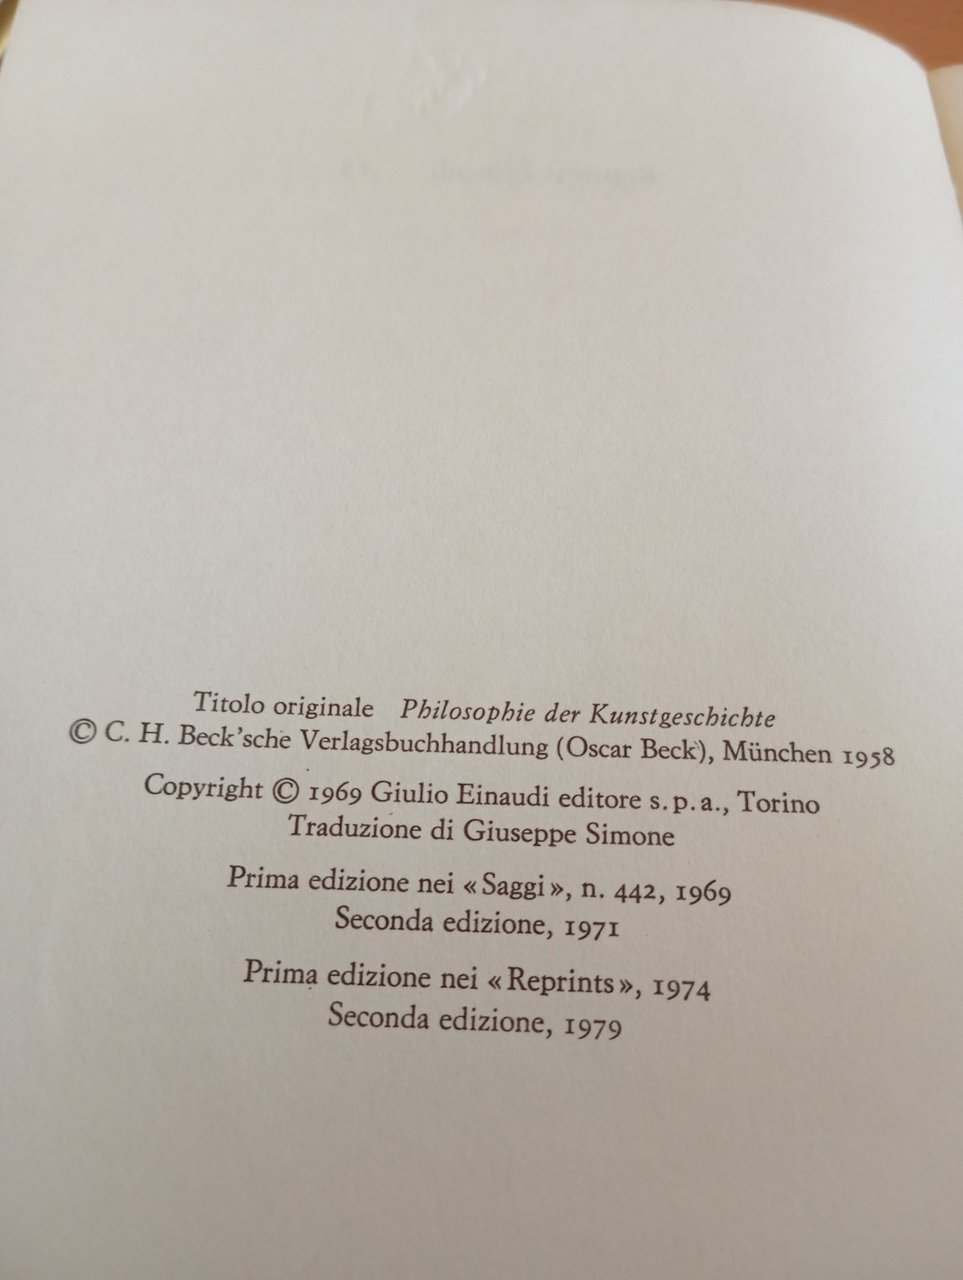 Titolo originale Philosophie der Kunstgeschichte
© C. H. Beck'sche Verlagsbuchhandlung (Oscar Beck), München 1958
Copyright © 1969 Giulio Einaudi editore s.p.a., Torino
Traduzione di Giuseppe Simone
Prima edizione nei «Saggi», n. 442, 1969
Seconda edizione, 1971
Prima edizione nei «Reprints», 1974
Seconda edizione, 1979